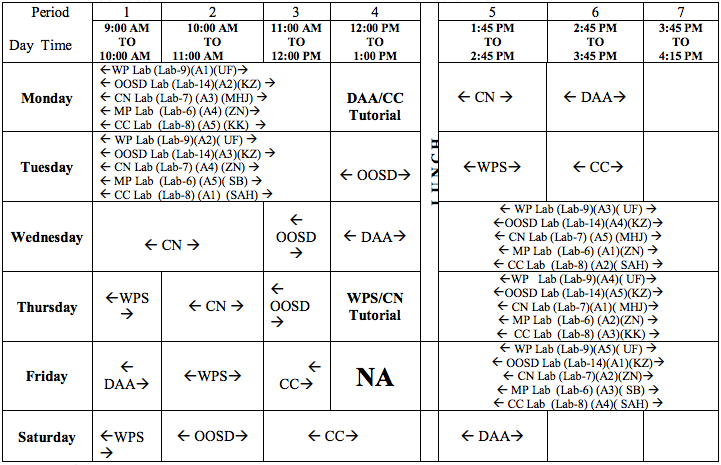 Period 1 2 3 4 5 6 7
Day Time 9:00 AM TO 10:00 AM 10:00 AM TO 11:00 AM 11:00 AM TO 12:00 PM 12:00 PM TO 1:00 PM 1:45 PM TO 2:45 PM 2:45 PM TO 3:45 PM 3:45 PM TO 4:15 PM
LUNCH
Monday
←WP Lab (Lab-9)(A1)(UF)→
← OOSD Lab (Lab-14)(A2)(KZ)→
← CN Lab (Lab-7) (A3) (MHJ) →
← MP Lab (Lab-6) (A4) (ZN)→
← CC Lab (Lab-8) (A5) (KK) →
DAA/CC
Tutorial
← CN →
← DAA→
Tuesday
← WP Lab (Lab-9)(A2)( UF) →
← OOSD Lab (Lab-14)(A3)(KZ)→
← CN Lab (Lab-7) (A4) (ZN)→
← MP Lab (Lab-6) (A5)( SB) →
← CC Lab (Lab-8) (A1) (SAH) →
← OOSD→
←WPS→
← CC→
Wednesday
← CN →
←
OOSD
→
← DAA→
← WP Lab (Lab-9)(A3)( UF) →
←OOSD Lab (Lab-14)(A4)(KZ)→
← CN Lab (Lab-7) (A5) (MHJ)→
← MP Lab (Lab-6) (A1)(ZN)→
← CC Lab (Lab-8) (A2)( SAH) →
Thursday
←WPS
→
← CN →
←
OOSD
→
WPS/CN
Tutorial
←WP Lab (Lab-9)(A4)( UF)→
←OOSD Lab (Lab-14)(A5)(KZ)→
← CN Lab (Lab-7)(A1)( MHJ)→
← MP Lab (Lab-6) (A2)(ZN)→
← CC Lab (Lab-8) (A3)(KK)→
Friday
←
DAA→
←WPS→
←
CC→
NA
← WP Lab (Lab-9)(A5)( UF)→
← OOSD Lab (Lab-14)(A1)(KZ)→
← CN Lab (Lab-7)(A2)(ZN)→
← MP Lab (Lab-6) (A3)( SB)→
← CC Lab (Lab-8) (A4)( SAH) →
Saturday
←WPS
→
← OOSD→
← CC→
← DAA→